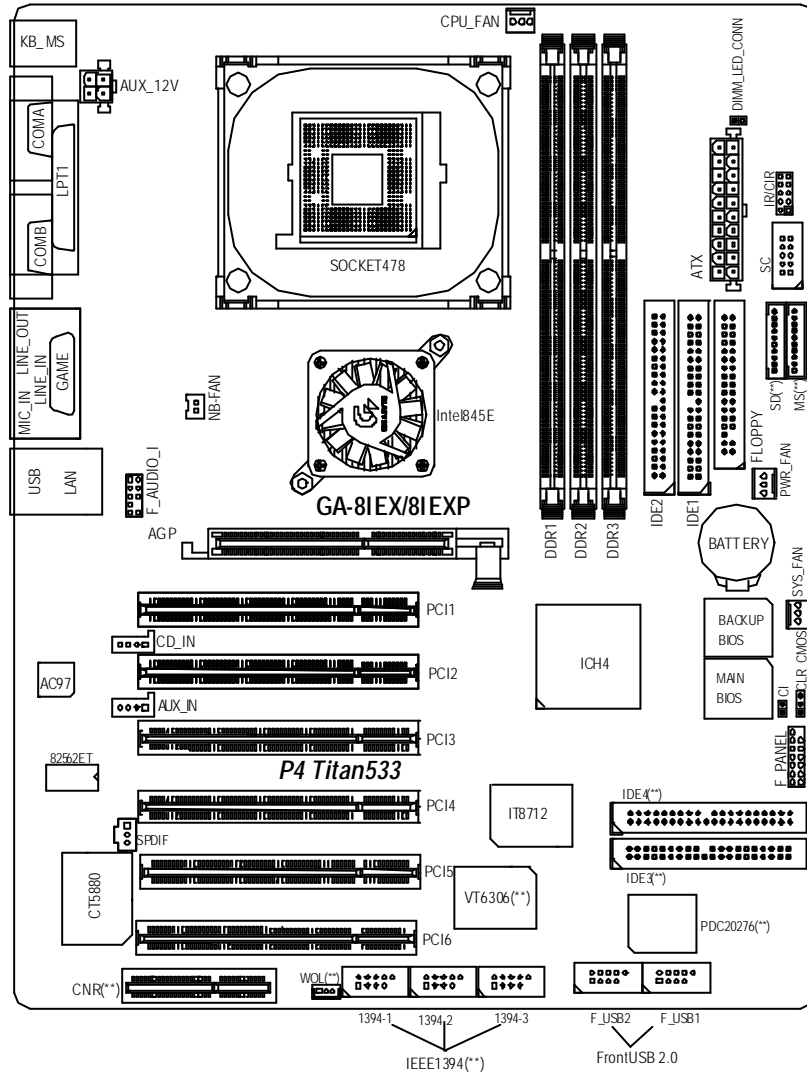 CPU_FAN
KB_MS
AUX_12V
DIMM_LED_CONN
COMA
LPT1
COMB
IR/CIR
SC
ATX
SOCKET478
LINE_OUT
MIC_IN
LINE_IN
GAME
NB-FAN
GIGABYTE
Intel845E
SD(**)
MS(**)
FLOPPY
PWR_FAN
USB
LAN
F_AUDIO_I
GA-8IEX/8IEXP
IDE2
IDE1
AGP
DDR1
DDR2
DDR3
BATTERY
SYS_FAN
PCI1
CD_IN
BACKUP
BIOS
ICH4
PCI2
MAIN
BIOS
CI
CLR_CMOS
AC97
AUX_IN
PCI3
82562ET
P4 Titan533
F_PANEL
IDE4(**)
PCI4
IT8712
SPDIF
IDE3(**)
PCI5
CT5880
VT6306(**)
PDC20276(**)
PCI6
CNR(**)
WOL(**)
1394-1
1394-2
1394-3
F_USB2
F_USB1
IEEE1394(**)
FrontUSB 2.0